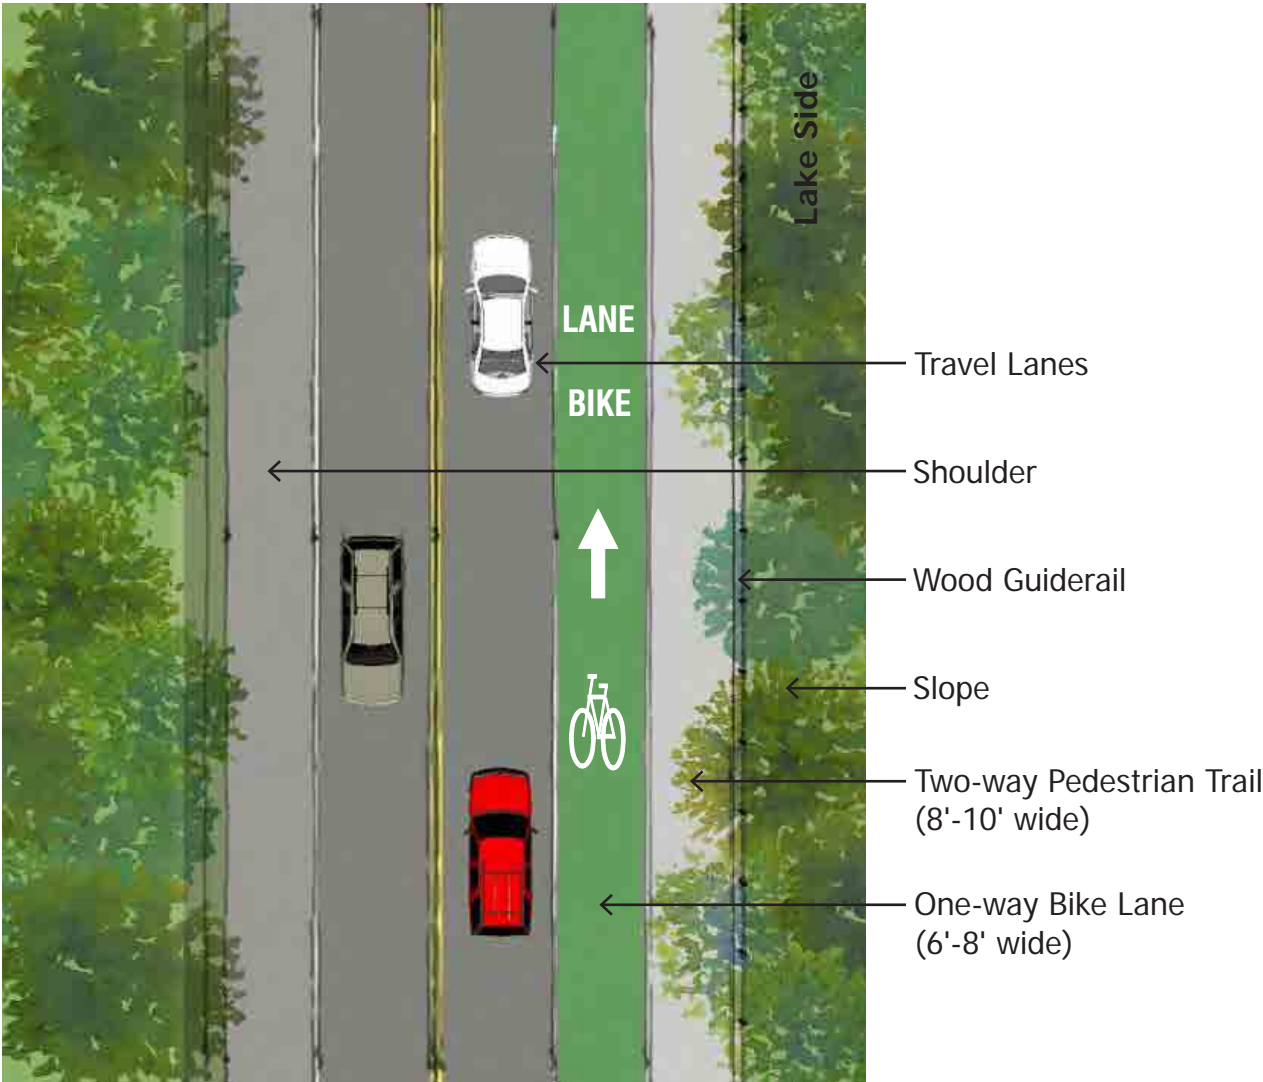 Lake Side
LANE
BIKE
Travel Lanes
Shoulder
Wood Guiderail
Slope
Two-way Pedestrian Trail
(8'-10' wide)
One-way Bike Lane
(6'-8' wide)